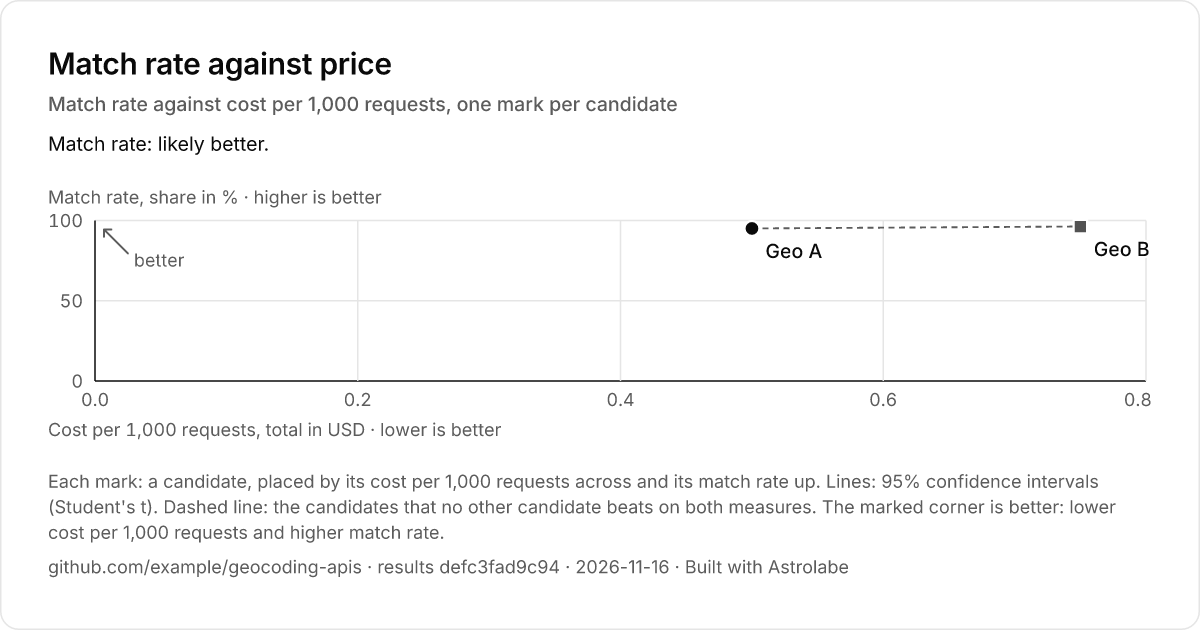 Match rate against price
Match rate against cost per 1,000 requests, one mark per candidate
Match rate: likely better.
Match rate, share in % · higher is better
100
better
Geo A
Geo B
50
0
0.0
0.2
0.4
0.6
0.8
Cost per 1,000 requests, total in USD · lower is better
Each mark: a candidate, placed by its cost per 1,000 requests across and its match rate up. Lines: 95% confidence intervals
(Student's t). Dashed line: the candidates that no other candidate beats on both measures. The marked corner is better: lower
cost per 1,000 requests and higher match rate.
github.com/example/geocoding-apis · results defc3fad9c94 · 2026-11-16 · Built with Astrolabe